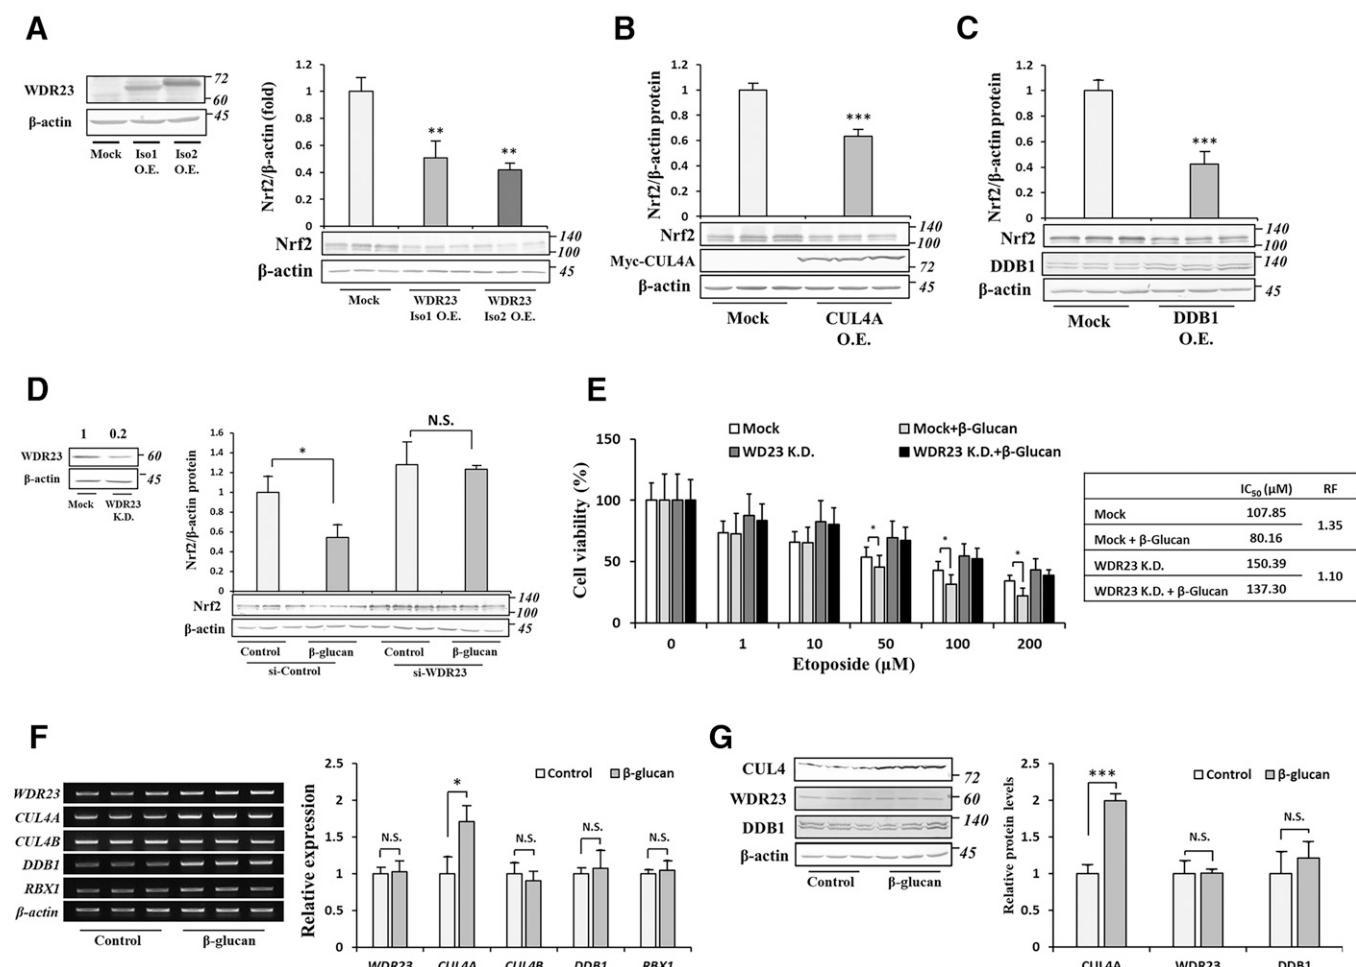 A
WDR23
72
60
β-actin
45
Mock
Iso1
O.E.
Iso2
O.E.
Nrf2/β-actin (fold)
1.2
1
0.8
0.6
0.4
0.2
0
**
**
Nrf2
140
100
β-actin
45
Mock
WDR23
Iso1 O.E.
WDR23
Iso2 O.E.
B
Nrf2/β-actin protein
1.2
1
0.8
0.6
0.4
0.2
0
***
Nrf2
140
100
Myc-CUL4A
72
β-actin
45
Mock
CUL4A
O.E.
C
Nrf2/β-actin protein
1.2
1
0.8
0.6
0.4
0.2
0
***
Nrf2
140
100
DDB1
140
β-actin
45
Mock
DDB1
O.E.
D
1 0.2
WDR23
60
β-actin
45
Mock
WDR23
K.D.
Nrf2/β-actin protein
1.6
1.4
1.2
1
0.8
0.6
0.4
0.2
0
*
N.S.
Nrf2
140
100
β-actin
45
Control β-glucan Control β-glucan
si-Control si-WDR23
E
Mock
Mock+β-Glucan
WD23 K.D.
WDR23 K.D.+β-Glucan
Cell viability (%)
150
100
50
0
* * *
0 1 10 50 100 200
Etoposide (μM)
IC50 (μM) RF
Mock 107.85
1.35
Mock + β-Glucan 80.16
WDR23 K.D. 150.39
1.10
WDR23 K.D. + β-Glucan 137.30
F
WDR23
CUL4A
CUL4B
DDB1
RBX1
β-actin
Control β-glucan
Relative expression
2.5
2
1.5
1
0.5
0
Control β-glucan
N.S. * N.S. N.S. N.S.
WDR23 CUL4A CUL4B DDB1 RBX1
G
CUL4
72
WDR23
60
DDB1
140
β-actin
45
Control β-glucan
Relative protein levels
2.5
2
1.5
1
0.5
0
Control β-glucan
*** N.S. N.S.
CUL4A WDR23 DDB1